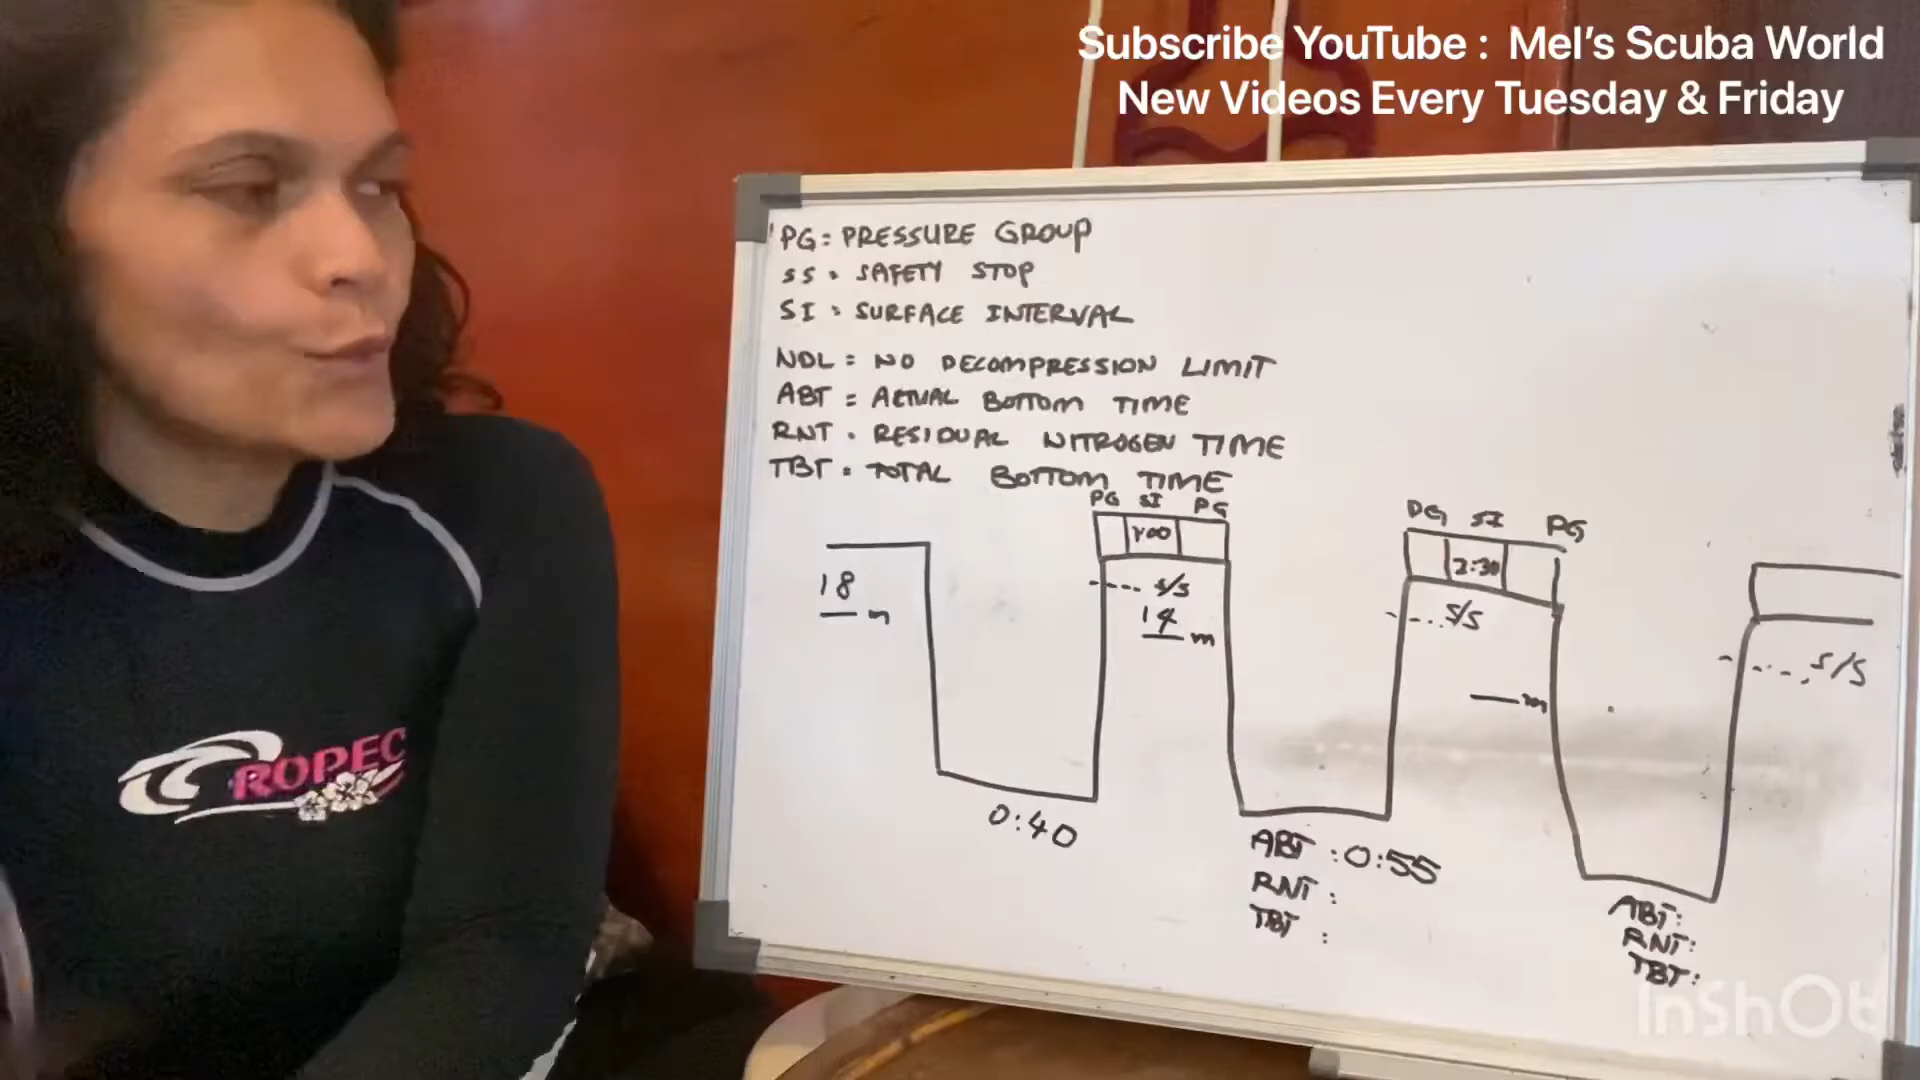 Subscribe YouTube : Mel's Scuba World
New Videos Every Tuesday & Friday
PG = PRESSURE GROUP
SS = SAFETY STOP
SI = SURFACE INTERVAL
NDL = NO DECOMPRESSION LIMIT
ABT = ACTUAL BOTTOM TIME
RNT = RESIDUAL NITROGEN TIME
TBT = TOTAL BOTTOM TIME
PG SI PG
PG SI PG
2:30
18 m
S/S
14 m
S/S
m
S/S
0:40
ABT : 0:55
RNT :
TBT :
ABT:
RNT:
TBT:
ROPEC
InShOt